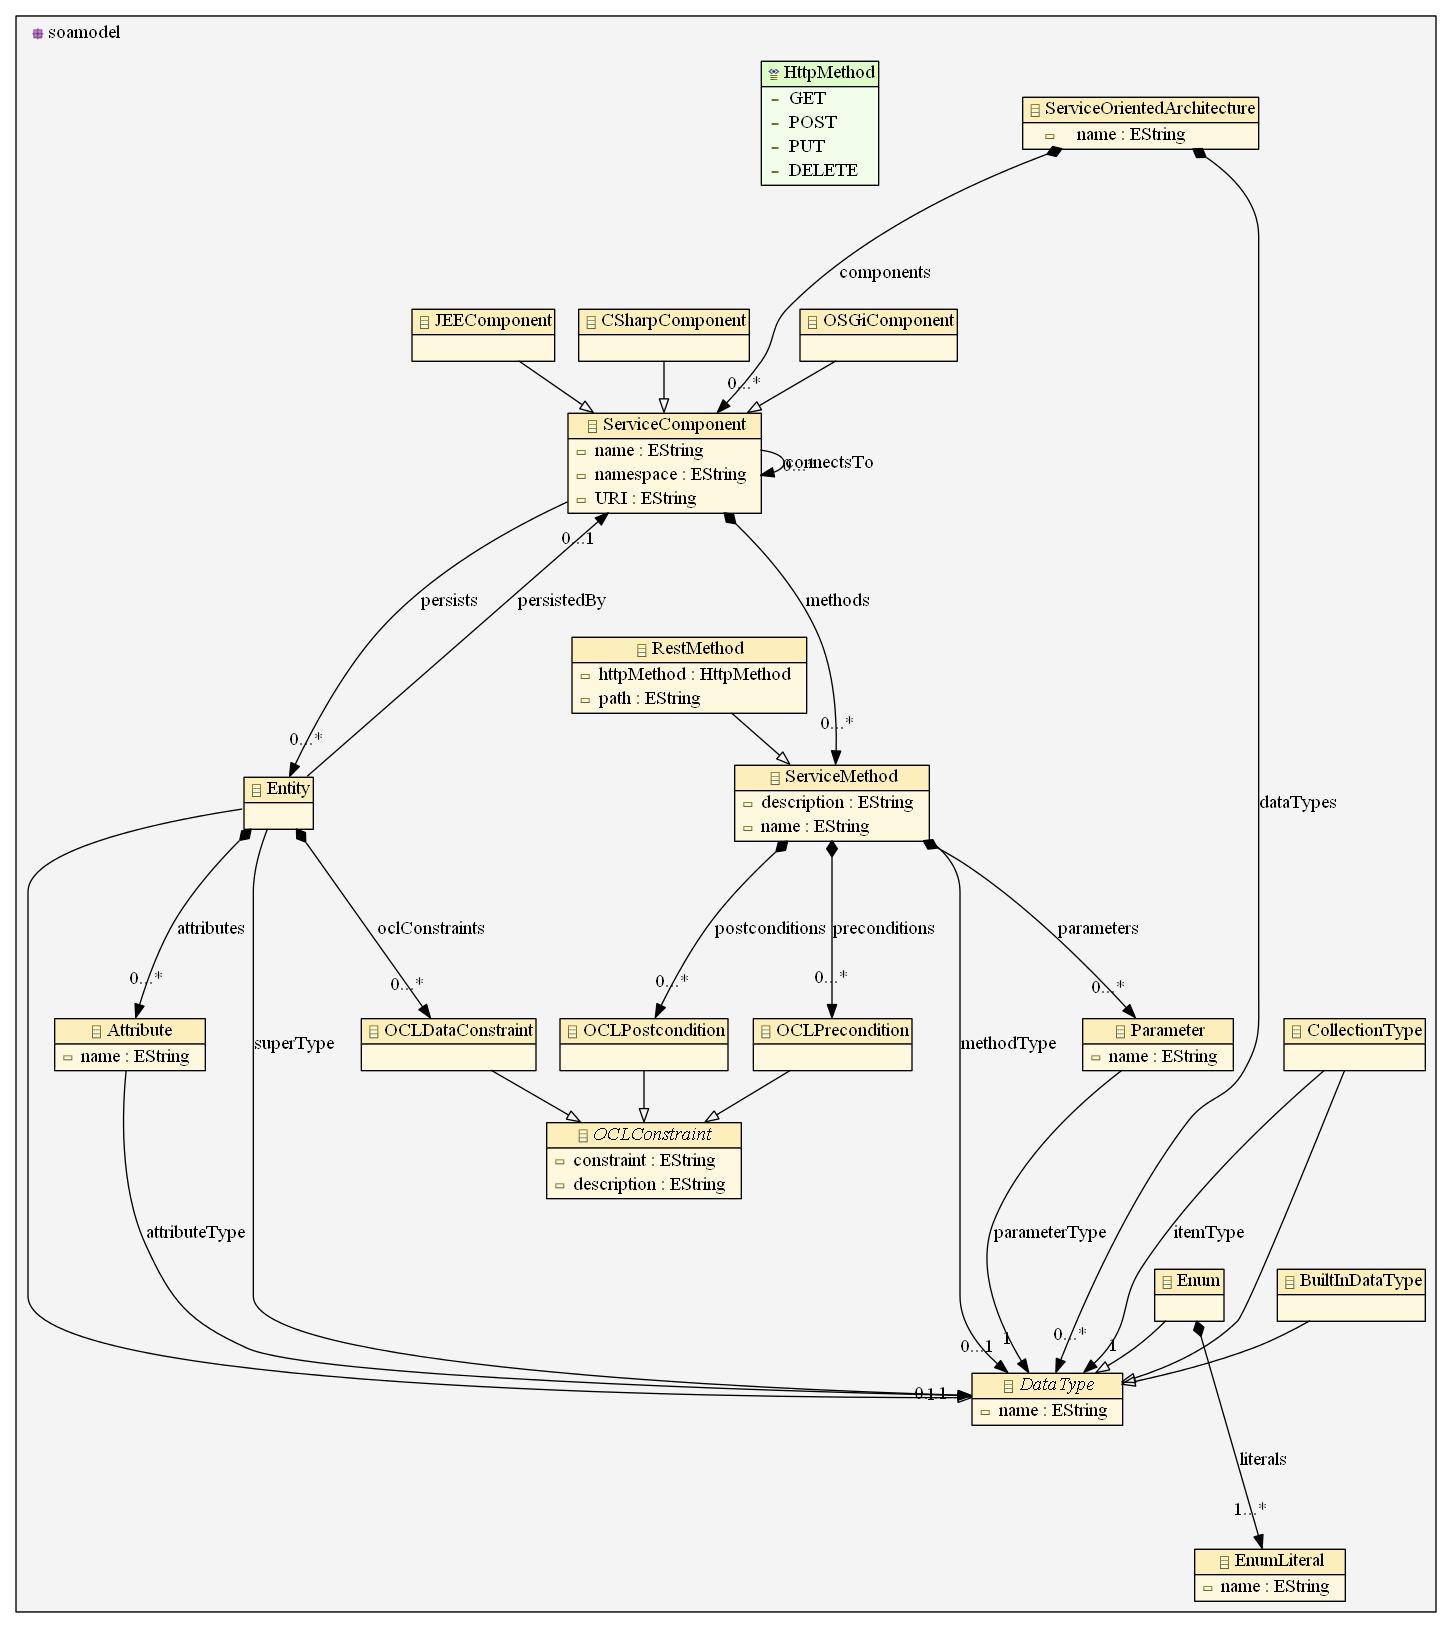 soamodel
HttpMethod
GET
POST
PUT
DELETE
ServiceOrientedArchitecture
name : EString
components
JEEComponent
CSharpComponent
OSGiComponent
0...*
ServiceComponent
name : EString
namespace : EString
URI : EString
connectsTo
0...1
persists
persistedBy
methods
RestMethod
httpMethod : HttpMethod
path : EString
0...*
0...*
Entity
ServiceMethod
description : EString
name : EString
dataTypes
attributes
oclConstraints
postconditions
preconditions
parameters
0...*
0...*
0...*
0...*
0...*
Attribute
name : EString
OCLDataConstraint
OCLPostcondition
OCLPrecondition
Parameter
name : EString
CollectionType
superType
methodType
OCLConstraint
constraint : EString
description : EString
attributeType
parameterType
itemType
Enum
BuiltInDataType
0...1
1
0...*
1
DataType
name : EString
literals
1...*
EnumLiteral
name : EString